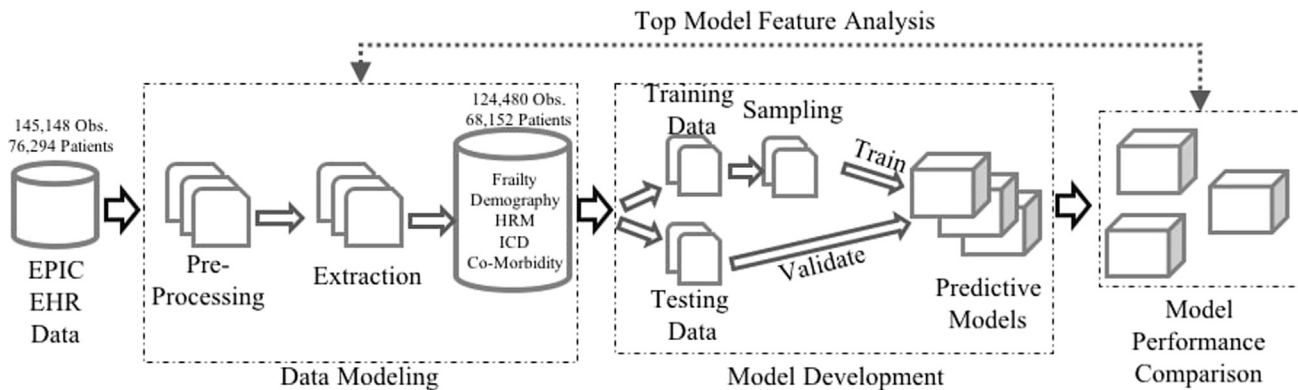 Top Model Feature Analysis
145,148 Obs.
76,294 Patients
EPIC
EHR
Data
Pre-
Processing
Extraction
124,480 Obs.
68,152 Patients
Frailty
Demography
HRM
ICD
Co-Morbidity
Data Modeling
Training
Data
Sampling
Train
Testing
Data
Validate
Predictive
Models
Model Development
Model
Performance
Comparison